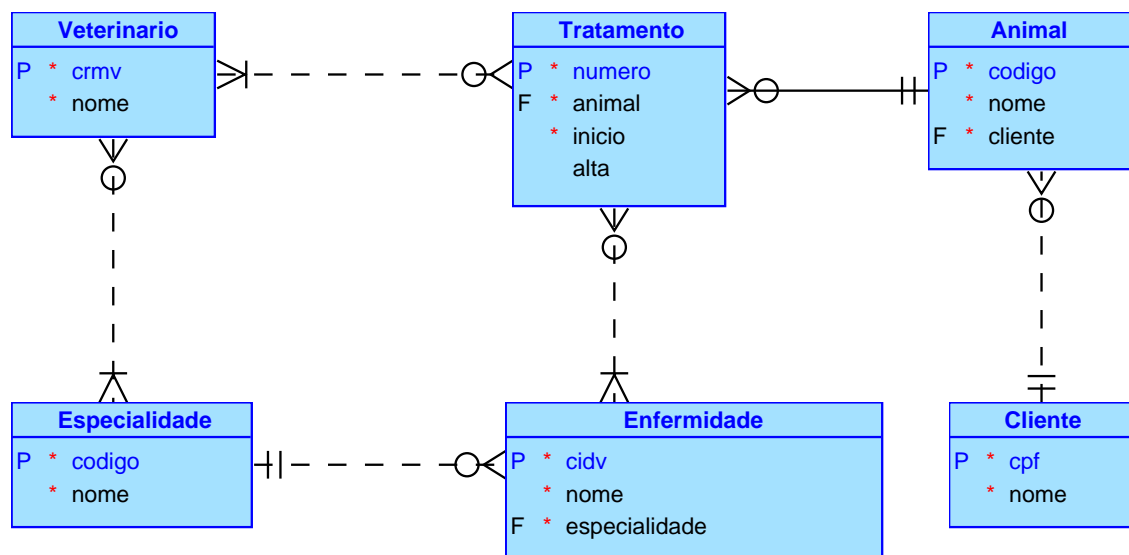 Veterinario
P * crmv
* nome
Tratamento
P * numero
F * animal
* inicio
alta
Animal
P * codigo
* nome
F * cliente
Especialidade
P * codigo
* nome
Enfermidade
P * cidv
* nome
F * especialidade
Cliente
P * cpf
* nome